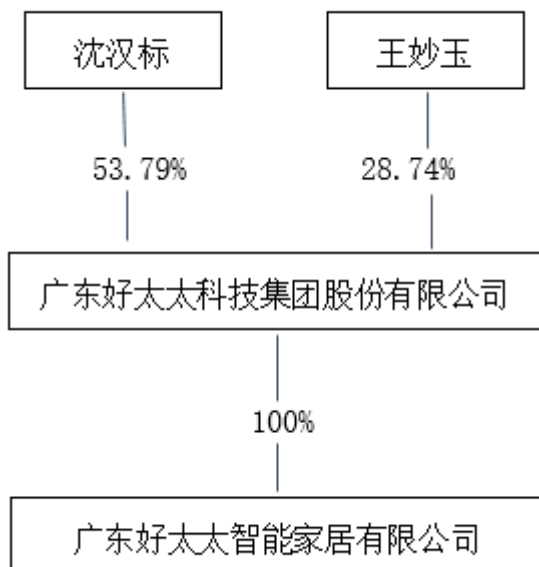 沈汉标
王妙玉
53.79%
28.74%
广东好太太科技集团股份有限公司
100%
广东好太太智能家居有限公司